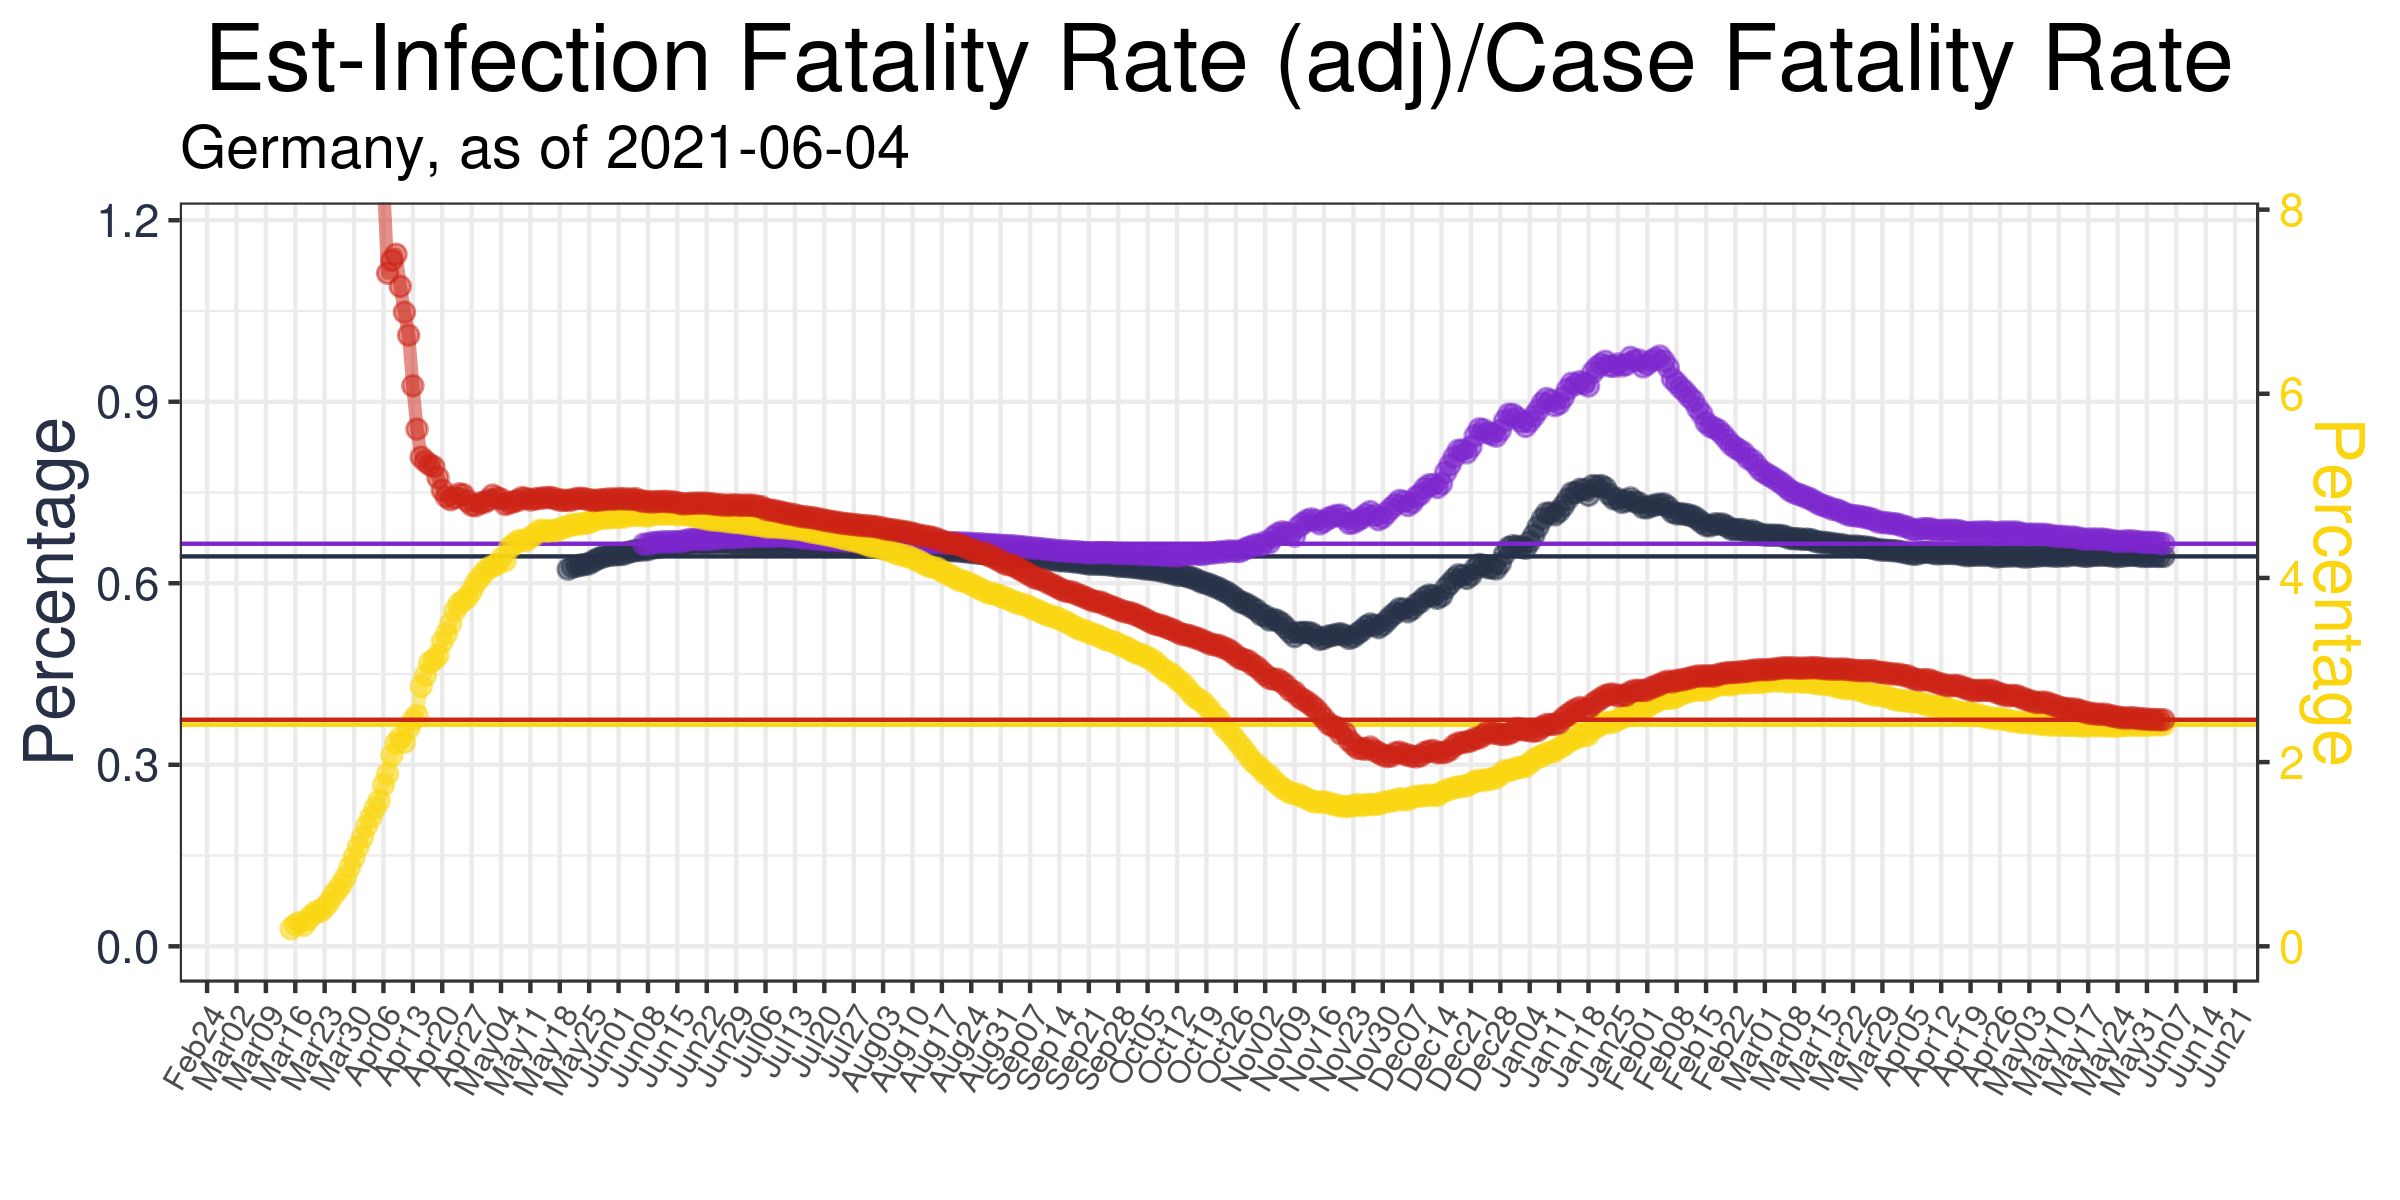 Est-Infection Fatality Rate (adj)/Case Fatality Rate
Germany, as of 2021-06-04
1.2
0.9
0.6
0.3
0.0
Percentage
8
6
4
2
0
Percentage
Feb24 Mar02 Mar09 Mar16 Mar23 Mar30 Apr06 Apr13 Apr20 Apr27 May04 May11 May18 May25 Jun01 Jun08 Jun15 Jun22 Jun29 Jul06 Jul13 Jul20 Jul27 Aug03 Aug10 Aug17 Aug24 Aug31 Sep07 Sep14 Sep21 Sep28 Oct05 Oct12 Oct19 Oct26 Nov02 Nov09 Nov16 Nov23 Nov30 Dec07 Dec14 Dec21 Dec28 Jan04 Jan11 Jan18 Jan25 Feb01 Feb08 Feb15 Feb22 Mar01 Mar08 Mar15 Mar22 Mar29 Apr05 Apr12 Apr19 Apr26 May03 May10 May17 May24 May31 Jun07 Jun14 Jun21